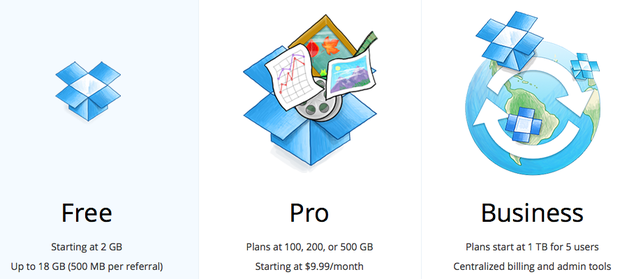 Free
Starting at 2 GB
Up to 18 GB (500 MB per referral)
Pro
Plans at 100, 200, or 500 GB
Starting at $9.99/month
Business
Plans start at 1 TB for 5 users
Centralized billing and admin tools